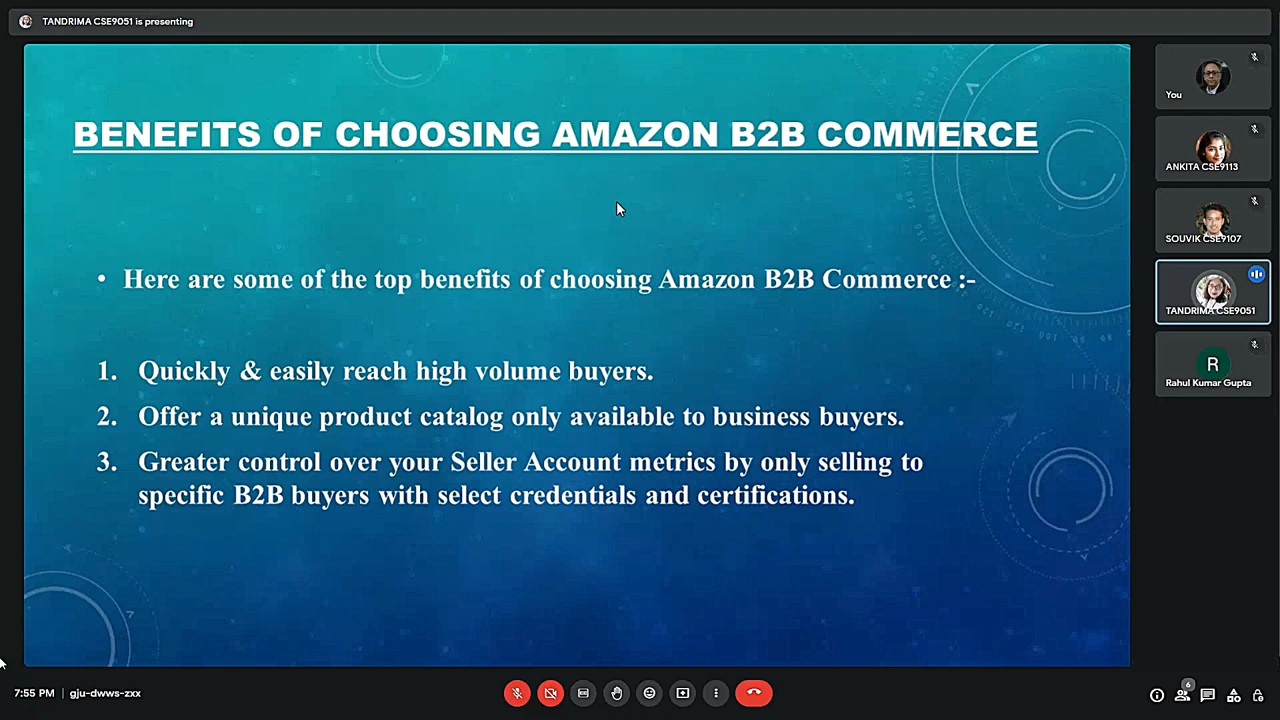 TANDRIMA CSE9051 is presenting
BENEFITS OF CHOOSING AMAZON B2B COMMERCE
• Here are some of the top benefits of choosing Amazon B2B Commerce :-
1. Quickly & easily reach high volume buyers.
2. Offer a unique product catalog only available to business buyers.
3. Greater control over your Seller Account metrics by only selling to
specific B2B buyers with select credentials and certifications.
You
ANKITA CSE9113
SOUVIK CSE9107
TANDRIMA CSE9051
R
Rahul Kumar Gupta
7:55 PM | gju-dwws-zxx
6